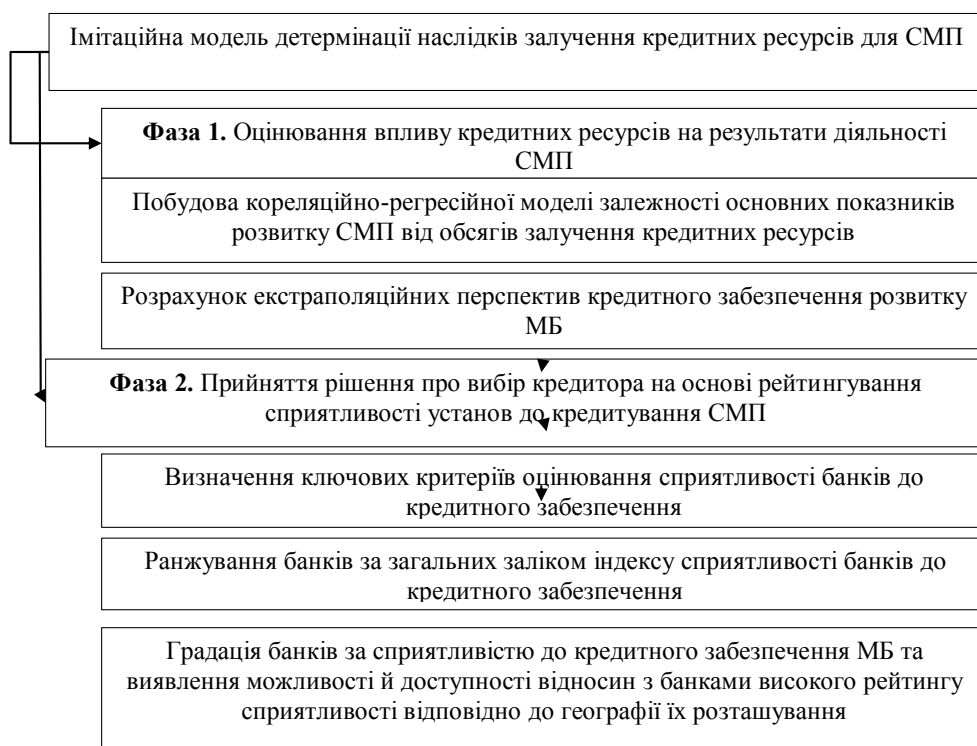 Імітаційна модель детермінації наслідків залучення кредитних ресурсів для СМП
Фаза 1. Оцінювання впливу кредитних ресурсів на результати діяльності
СМП
Побудова кореляційно-регресійної моделі залежності основних показників
розвитку СМП від обсягів залучення кредитних ресурсів
Розрахунок екстраполяційних перспектив кредитного забезпечення розвитку
МБ
Фаза 2. Прийняття рішення про вибір кредитора на основі рейтингування
сприятливості установ до кредитування СМП
Визначення ключових критеріїв оцінювання сприятливості банків до
кредитного забезпечення
Ранжування банків за загальних заліком індексу сприятливості банків до
кредитного забезпечення
Градація банків за сприятливістю до кредитного забезпечення МБ та
виявлення можливості й доступності відносин з банками високого рейтингу
сприятливості відповідно до географії їх розташування